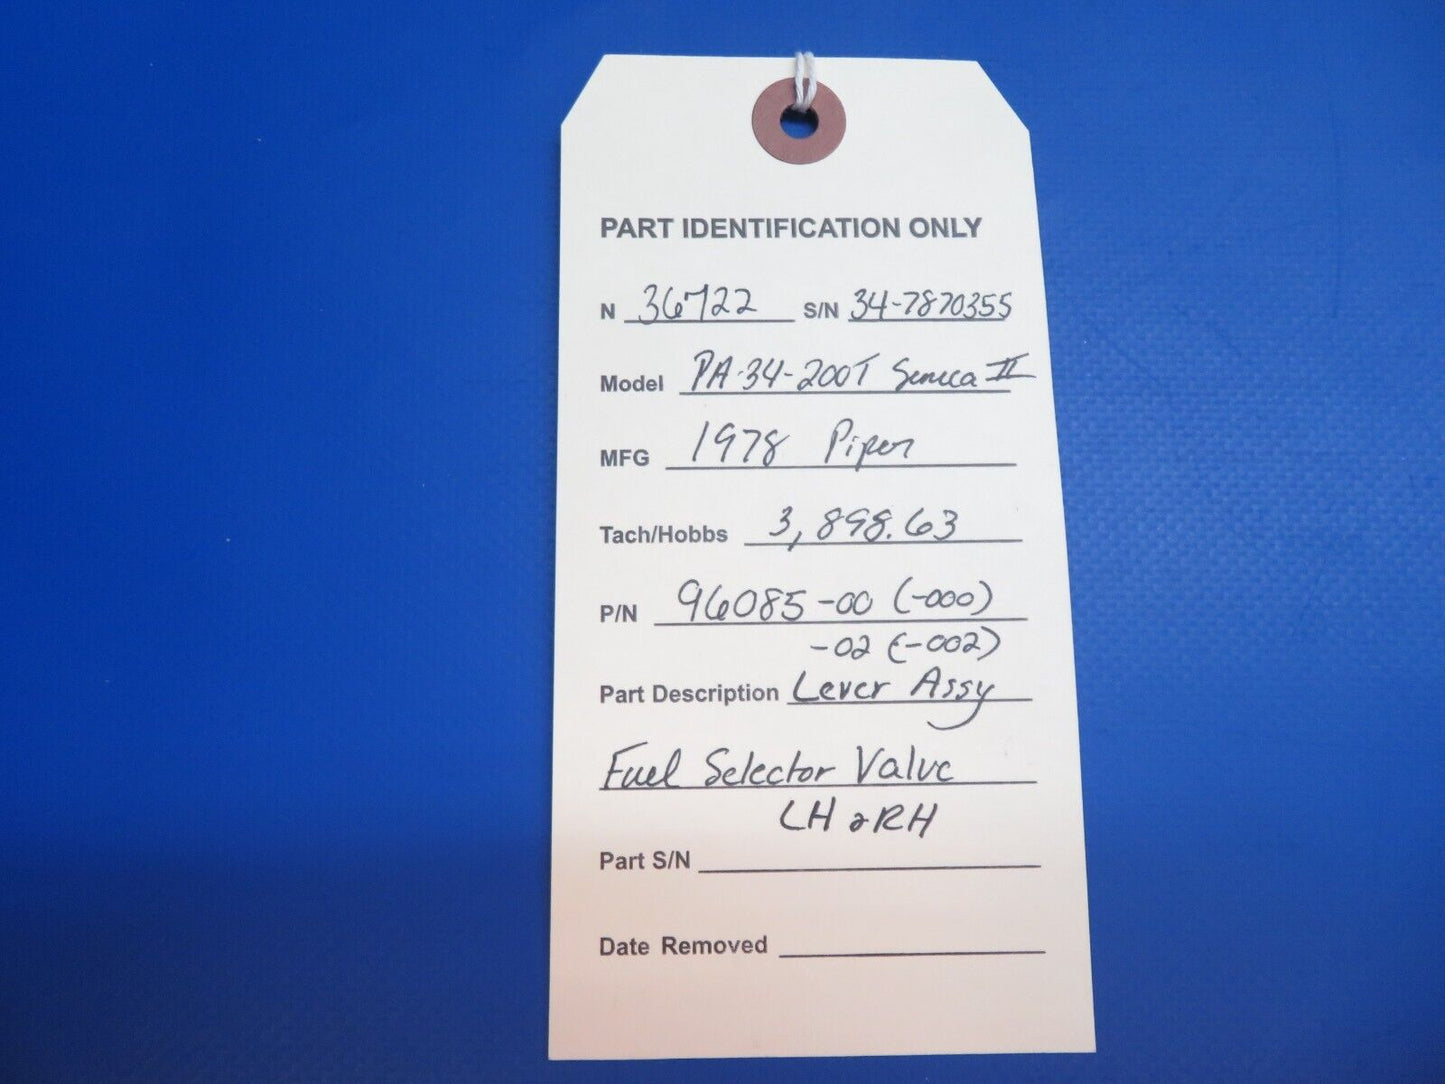 PART IDENTIFICATION ONLY
N 36722 S/N 34-7870355
Model PA-34-200T Seneca II
MFG 1978 Piper
Tach/Hobbs 3,898.63
P/N 96085-00 (-000)
-02 (-002)
Part Description Lever Assy
Fuel Selector Valve
LH & RH
Part S/N
Date Removed